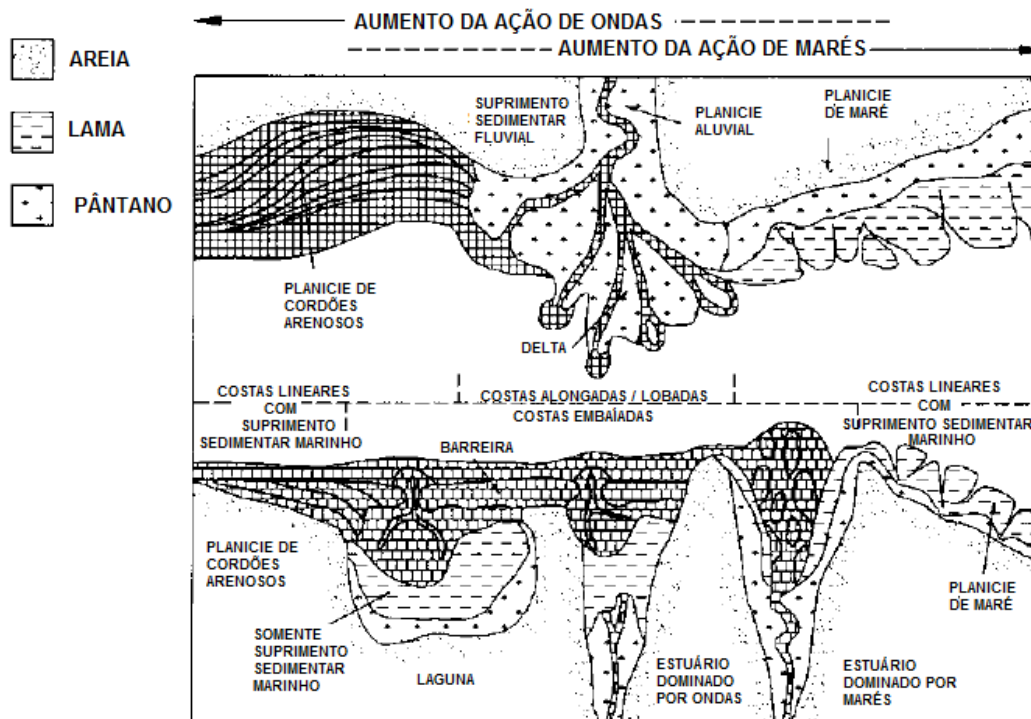 AUMENTO DA AÇÃO DE ONDAS
AUMENTO DA AÇÃO DE MARÉS
AREIA
LAMA
PÂNTANO
SUPRIMENTO
SEDIMENTAR
FLUVIAL
PLANICIE
ALUVIAL
PLANICIE
DE MARÉ
PLANICIE DE
CORDÕES
ARENOSOS
DELTA
COSTAS LINEARES
COM
SUPRIMENTO
SEDIMENTAR MARINHO
COSTAS ALONGADAS / LOBADAS
COSTAS EMBAÍADAS
COSTAS LINEARES
COM
SUPRIMENTO SEDIMENTAR
MARINHO
BARREIRA
PLANICIE DE
CORDÕES
ARENOSOS
SOMENTE
SUPRIMENTO
SEDIMENTAR
MARINHO
LAGUNA
ESTUÁRIO
DOMINADO
POR ONDAS
ESTUÁRIO
DOMINADO POR
MARÉS
PLANICIE
DE MARÉ